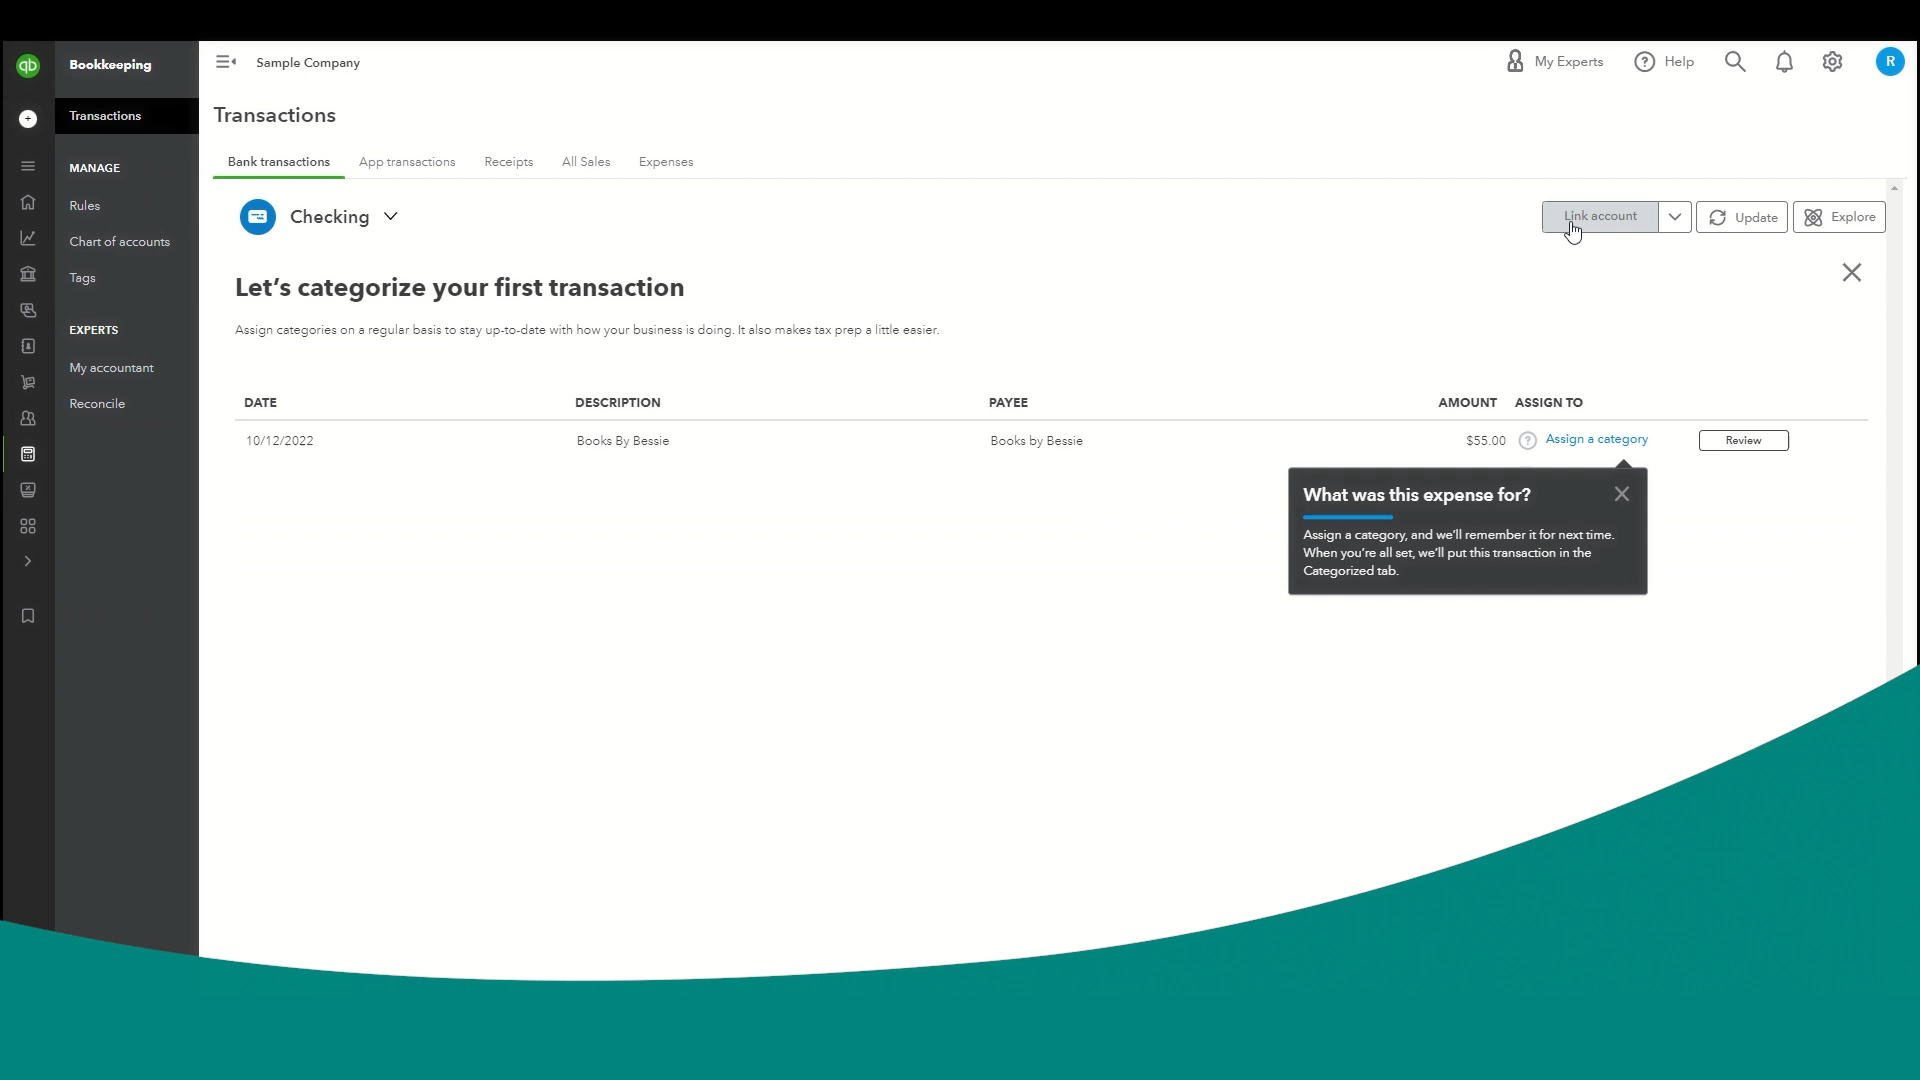 qb
Bookkeeping
Sample Company
My Experts
Help
R
+
Transactions
Transactions
MANAGE
Bank transactions
App transactions
Receipts
All Sales
Expenses
Rules
Checking
Link account
Update
Explore
Chart of accounts
Tags
Let's categorize your first transaction
EXPERTS
Assign categories on a regular basis to stay up-to-date with how your business is doing. It also makes tax prep a little easier.
My accountant
Reconcile
DATE DESCRIPTION PAYEE AMOUNT ASSIGN TO
10/12/2022 Books By Bessie Books by Bessie $55.00 ? Assign a category Review
What was this expense for?
Assign a category, and we'll remember it for next time.
When you're all set, we'll put this transaction in the
Categorized tab.